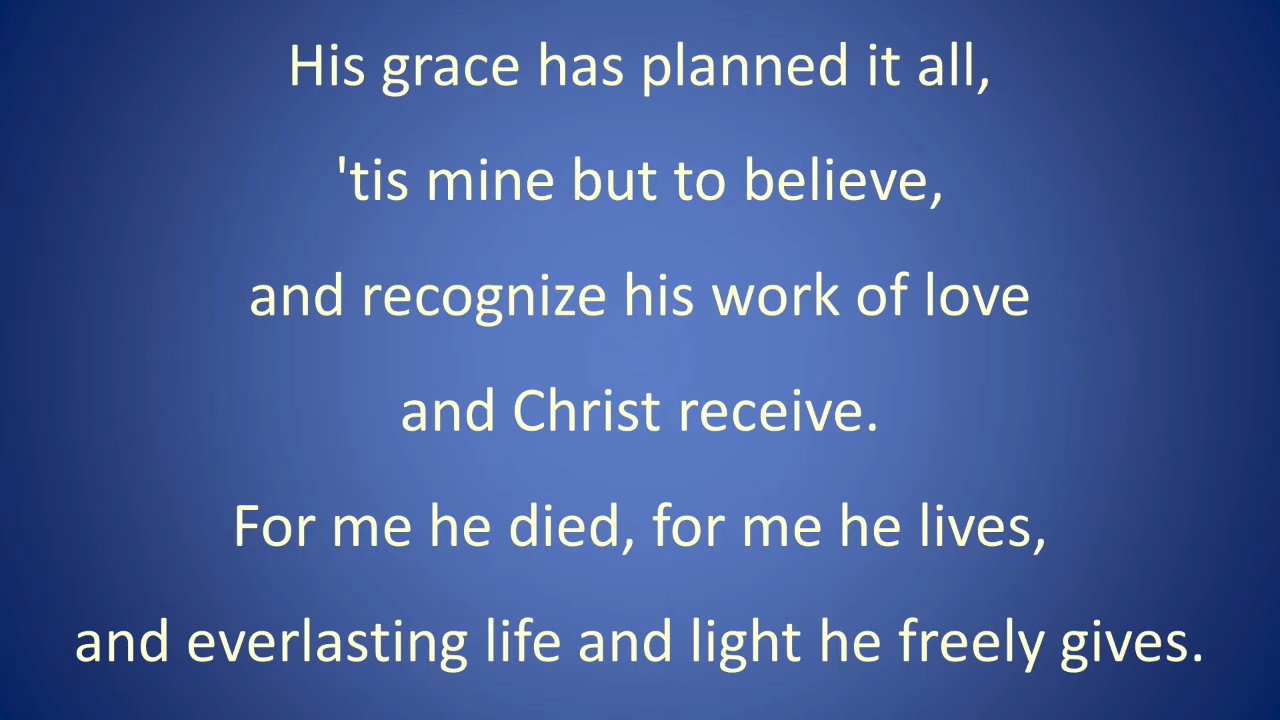 His grace has planned it all,
'tis mine but to believe,
and recognize his work of love
and Christ receive.
For me he died, for me he lives,
and everlasting life and light he freely gives.